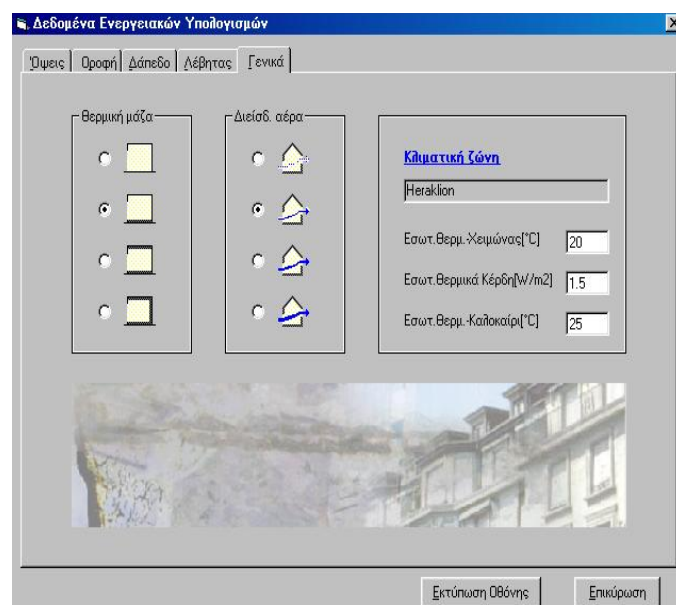 Δεδομένα Ενεργειακών Υπολογισμών
Όψεις Οροφή Δάπεδο Λέβητας Γενικά
Θερμική μάζα
Διείσδ. αέρα
Κλιματική ζώνη
Heraklion
Εσωτ.Θερμ.-Χειμώνας[°C] 20
Εσωτ.Θερμικά Κέρδη[W/m2] 1.5
Εσωτ.Θερμ.-Καλοκαίρι[°C] 25
Εκτύπωση Οθόνης Επικύρωση